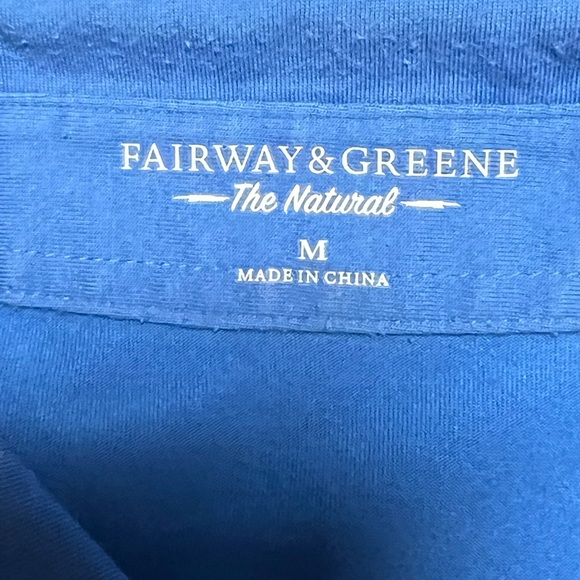 FAIRWAY & GREENE
The Natural
M
MADE IN CHINA